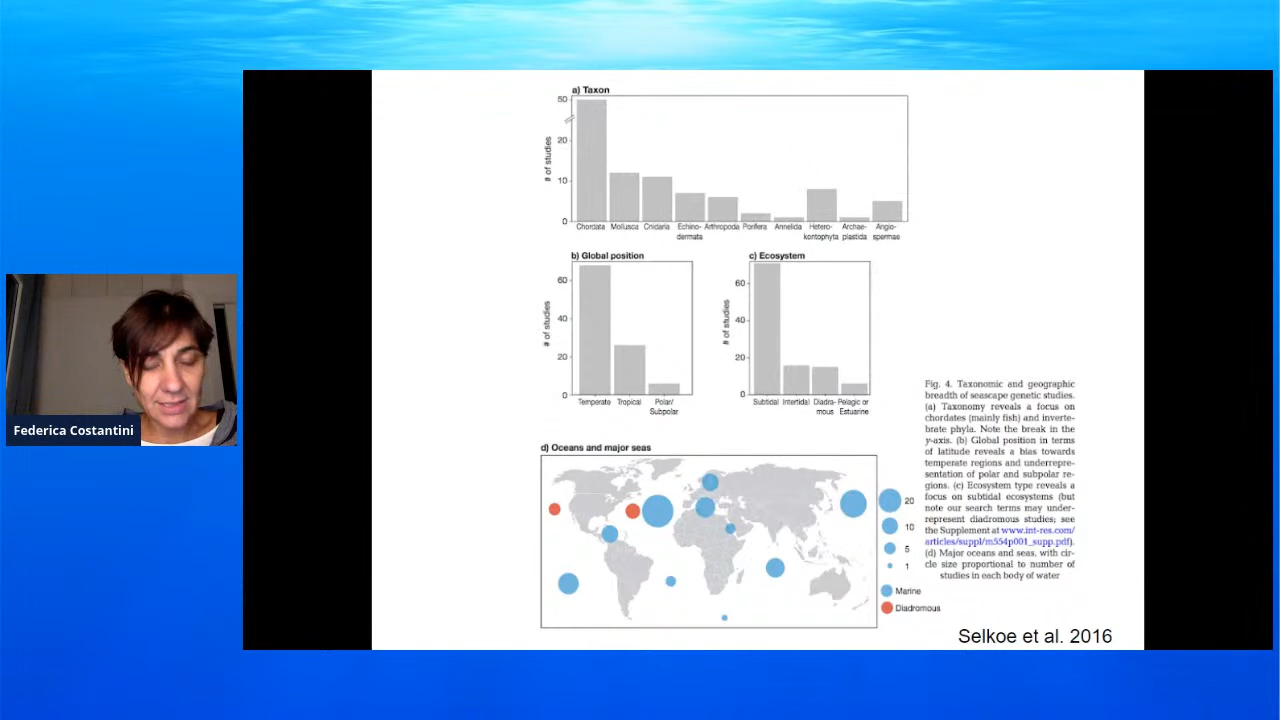 a) Taxon
50
20
10
0
# of studies
Chordata Mollusca Cnidaria Echino- Arthropoda Porifera Annelida Hetero- Archae- Angio-
dermata kontophyta plastida spermae
b) Global position
60
40
20
0
# of studies
Temperate Tropical Polar/
Subpolar
c) Ecosystem
60
40
20
0
# of studies
Subtidal Intertidal Diadra- Pelagic or
mous Estuarine
d) Oceans and major seas
20
10
5
1
Marine
Diadromous
Fig. 4. Taxonomic and geographic
breadth of seascape genetic studies.
(a) Taxonomy reveals a focus on
chordates (mainly fish) and inverte-
brate phyla. Note the break in the
y-axis. (b) Global position in terms
of latitude reveals a bias towards
temperate regions and underrepre-
sentation of polar and subpolar re-
gions. (c) Ecosystem type reveals a
focus on subtidal ecosystems (but
note our search terms may under-
represent diadromous studies; see
the Supplement at www.int-res.com/
articles/suppl/m554p001_supp.pdf).
(d) Major oceans and seas, with cir-
cle size proportional to number of
studies in each body of water
Selkoe et al. 2016
Federica Costantini